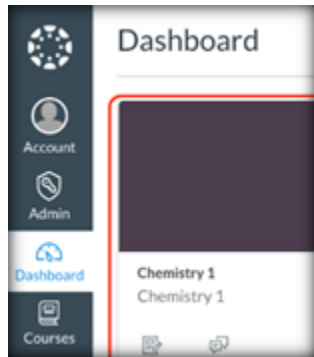 Dashboard
Account
Admin
Dashboard
Courses
Chemistry 1
Chemistry 1